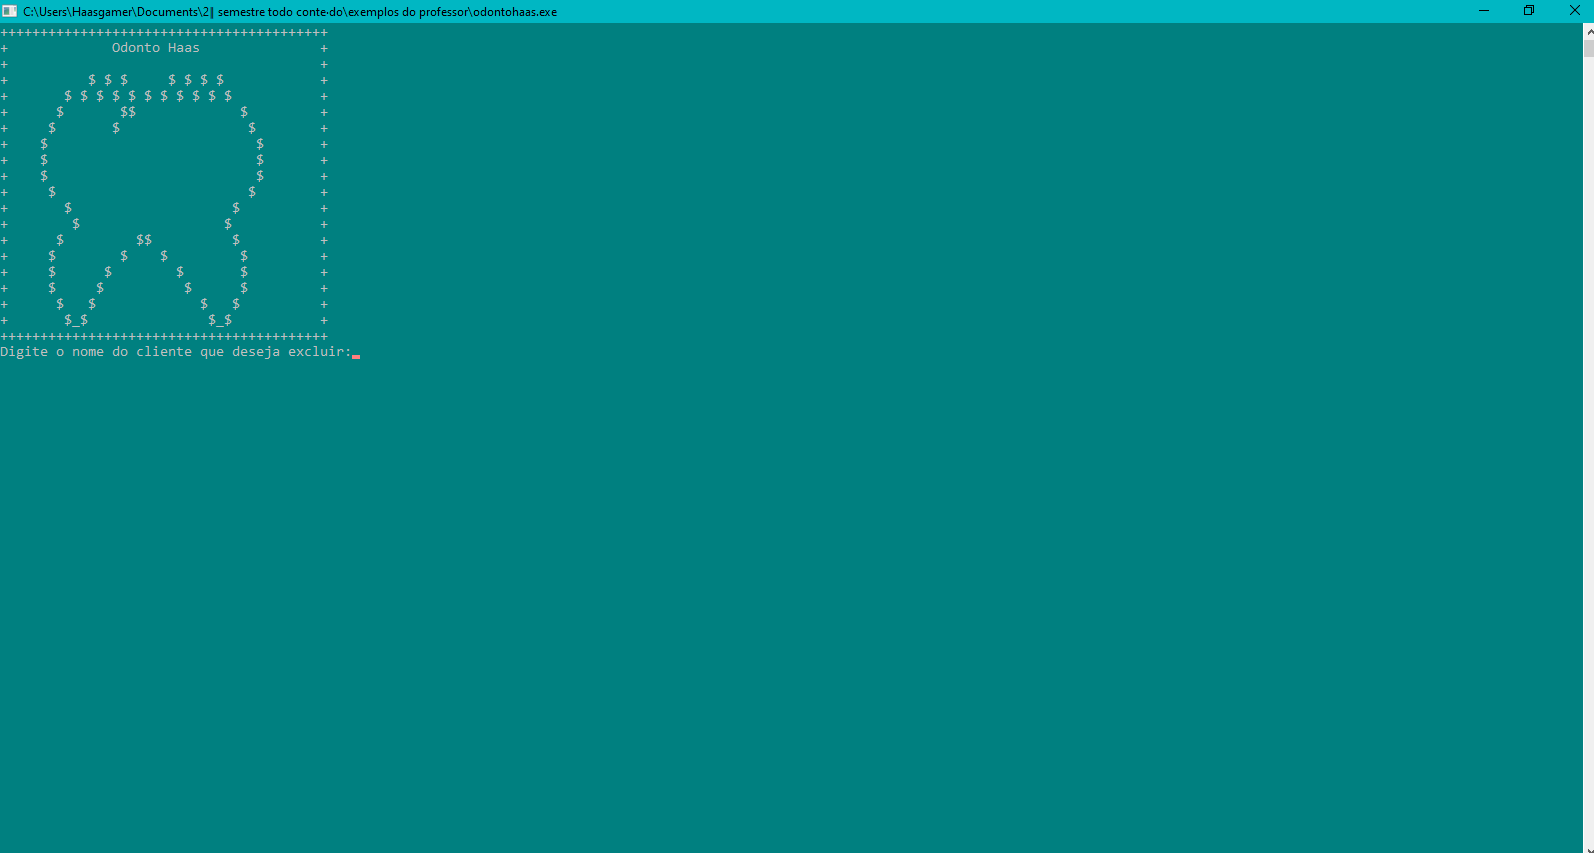 C:\Users\Haasgamer\Documents\2‖ semestre todo conte·do\exemplos do professor\odontohaas.exe
+++++++++++++++++++++++++++++++++++++++++
+             Odonto Haas               +
+                                       +
+          $ $ $     $ $ $ $            +
+       $ $ $ $ $ $ $ $ $ $ $           +
+      $       $$             $         +
+     $       $                $        +
+    $                          $       +
+    $                          $       +
+    $                          $       +
+     $                        $        +
+       $                    $          +
+        $                  $           +
+      $         $$          $          +
+     $        $    $         $         +
+     $      $        $       $         +
+     $     $          $      $         +
+      $   $             $   $          +
+       $_$               $_$           +
+++++++++++++++++++++++++++++++++++++++++
Digite o nome do cliente que deseja excluir: